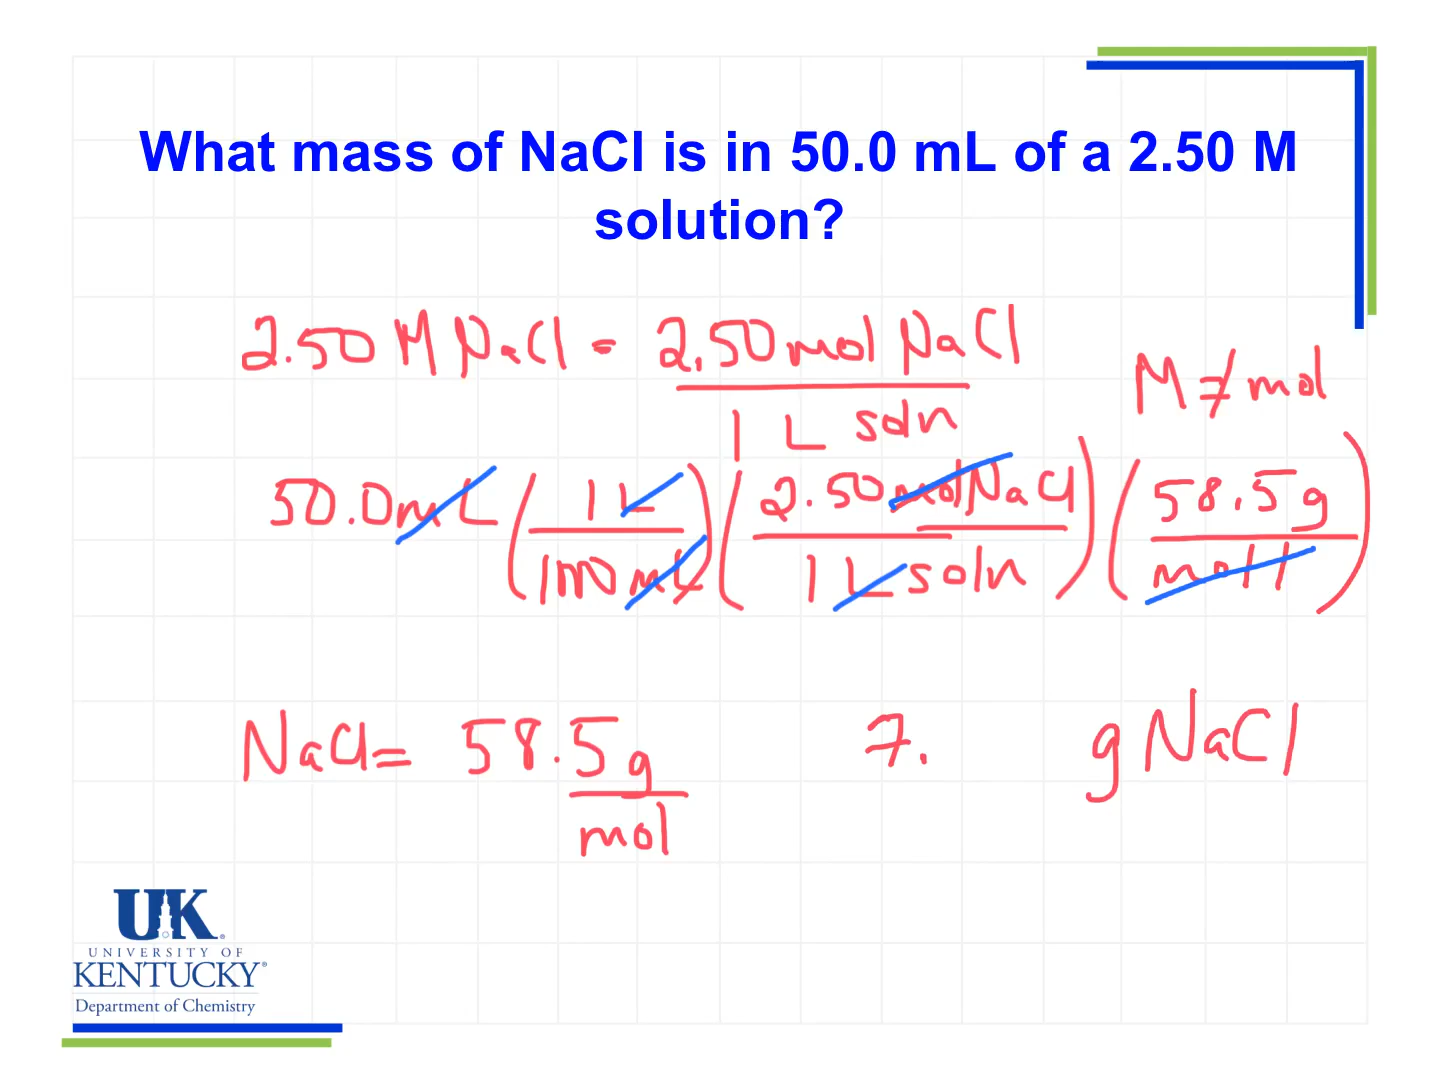 What mass of NaCl is in 50.0 mL of a 2.50 M
solution?
2.50 M NaCl = 2.50 mol NaCl
1 L soln
M ≠ mol
50.0 mL ( 1 L ) ( 2.50 mol NaCl ) ( 58.5 g )
1000 mL 1 L soln mol
NaCl = 58.5 g
mol
7. g NaCl
UK
UNIVERSITY OF
KENTUCKY®
Department of Chemistry